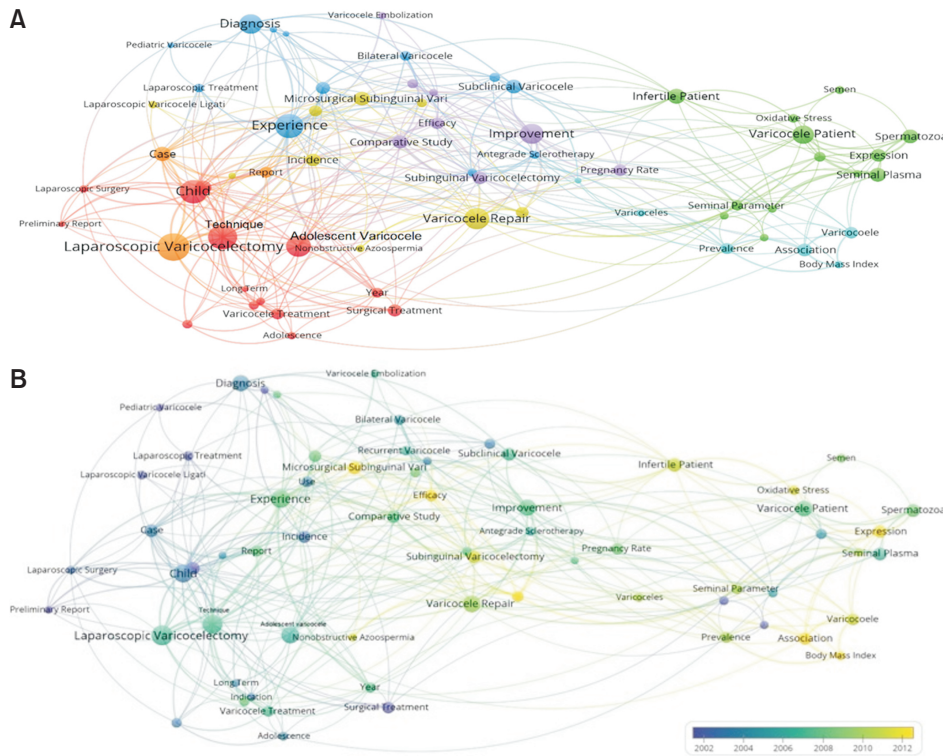 A
Varicocele Embolization
Diagnosis
Pediatric Varicocele
Bilateral Varicocele
Laparoscopic Treatment
Subclinical Varicocele
Semen
Laparoscopic Varicocele Ligati
Microsurgical Subinguinal Vari
Infertile Patient
Oxidative Stress
Experience
Efficacy
Improvement
Varicocele Patient
Spermatozoa
Comparative Study
Case
Incidence
Antegrade Sclerotherapy
Expression
Report
Subinguinal Varicocelectomy
Pregnancy Rate
Seminal Plasma
Laparoscopic Surgery
Child
Preliminary Report
Technique
Varicocele Repair
Varicoceles
Seminal Parameter
Adolescent Varicocele
Varicocoele
Laparoscopic Varicocelectomy
Nonobstructive Azoospermia
Prevalence
Association
Body Mass Index
Long Term
Year
Varicocele Treatment
Surgical Treatment
Adolescence
B
Varicocele Embolization
Diagnosis
Pediatric Varicocele
Bilateral Varicocele
Laparoscopic Treatment
Recurrent Varicocele
Subclinical Varicocele
Semen
Laparoscopic Varicocele Ligati
Microsurgical Subinguinal Vari
Infertile Patient
Use
Oxidative Stress
Experience
Efficacy
Improvement
Varicocele Patient
Spermatozoa
Comparative Study
Case
Incidence
Antegrade Sclerotherapy
Expression
Report
Subinguinal Varicocelectomy
Pregnancy Rate
Seminal Plasma
Laparoscopic Surgery
Child
Preliminary Report
Technique
Varicocele Repair
Varicoceles
Seminal Parameter
Adolescent varicocele
Varicocoele
Laparoscopic Varicocelectomy
Nonobstructive Azoospermia
Prevalence
Association
Body Mass Index
Long Term
Year
Indication
Varicocele Treatment
Surgical Treatment
Adolescence
2002 2004 2006 2008 2010 2012